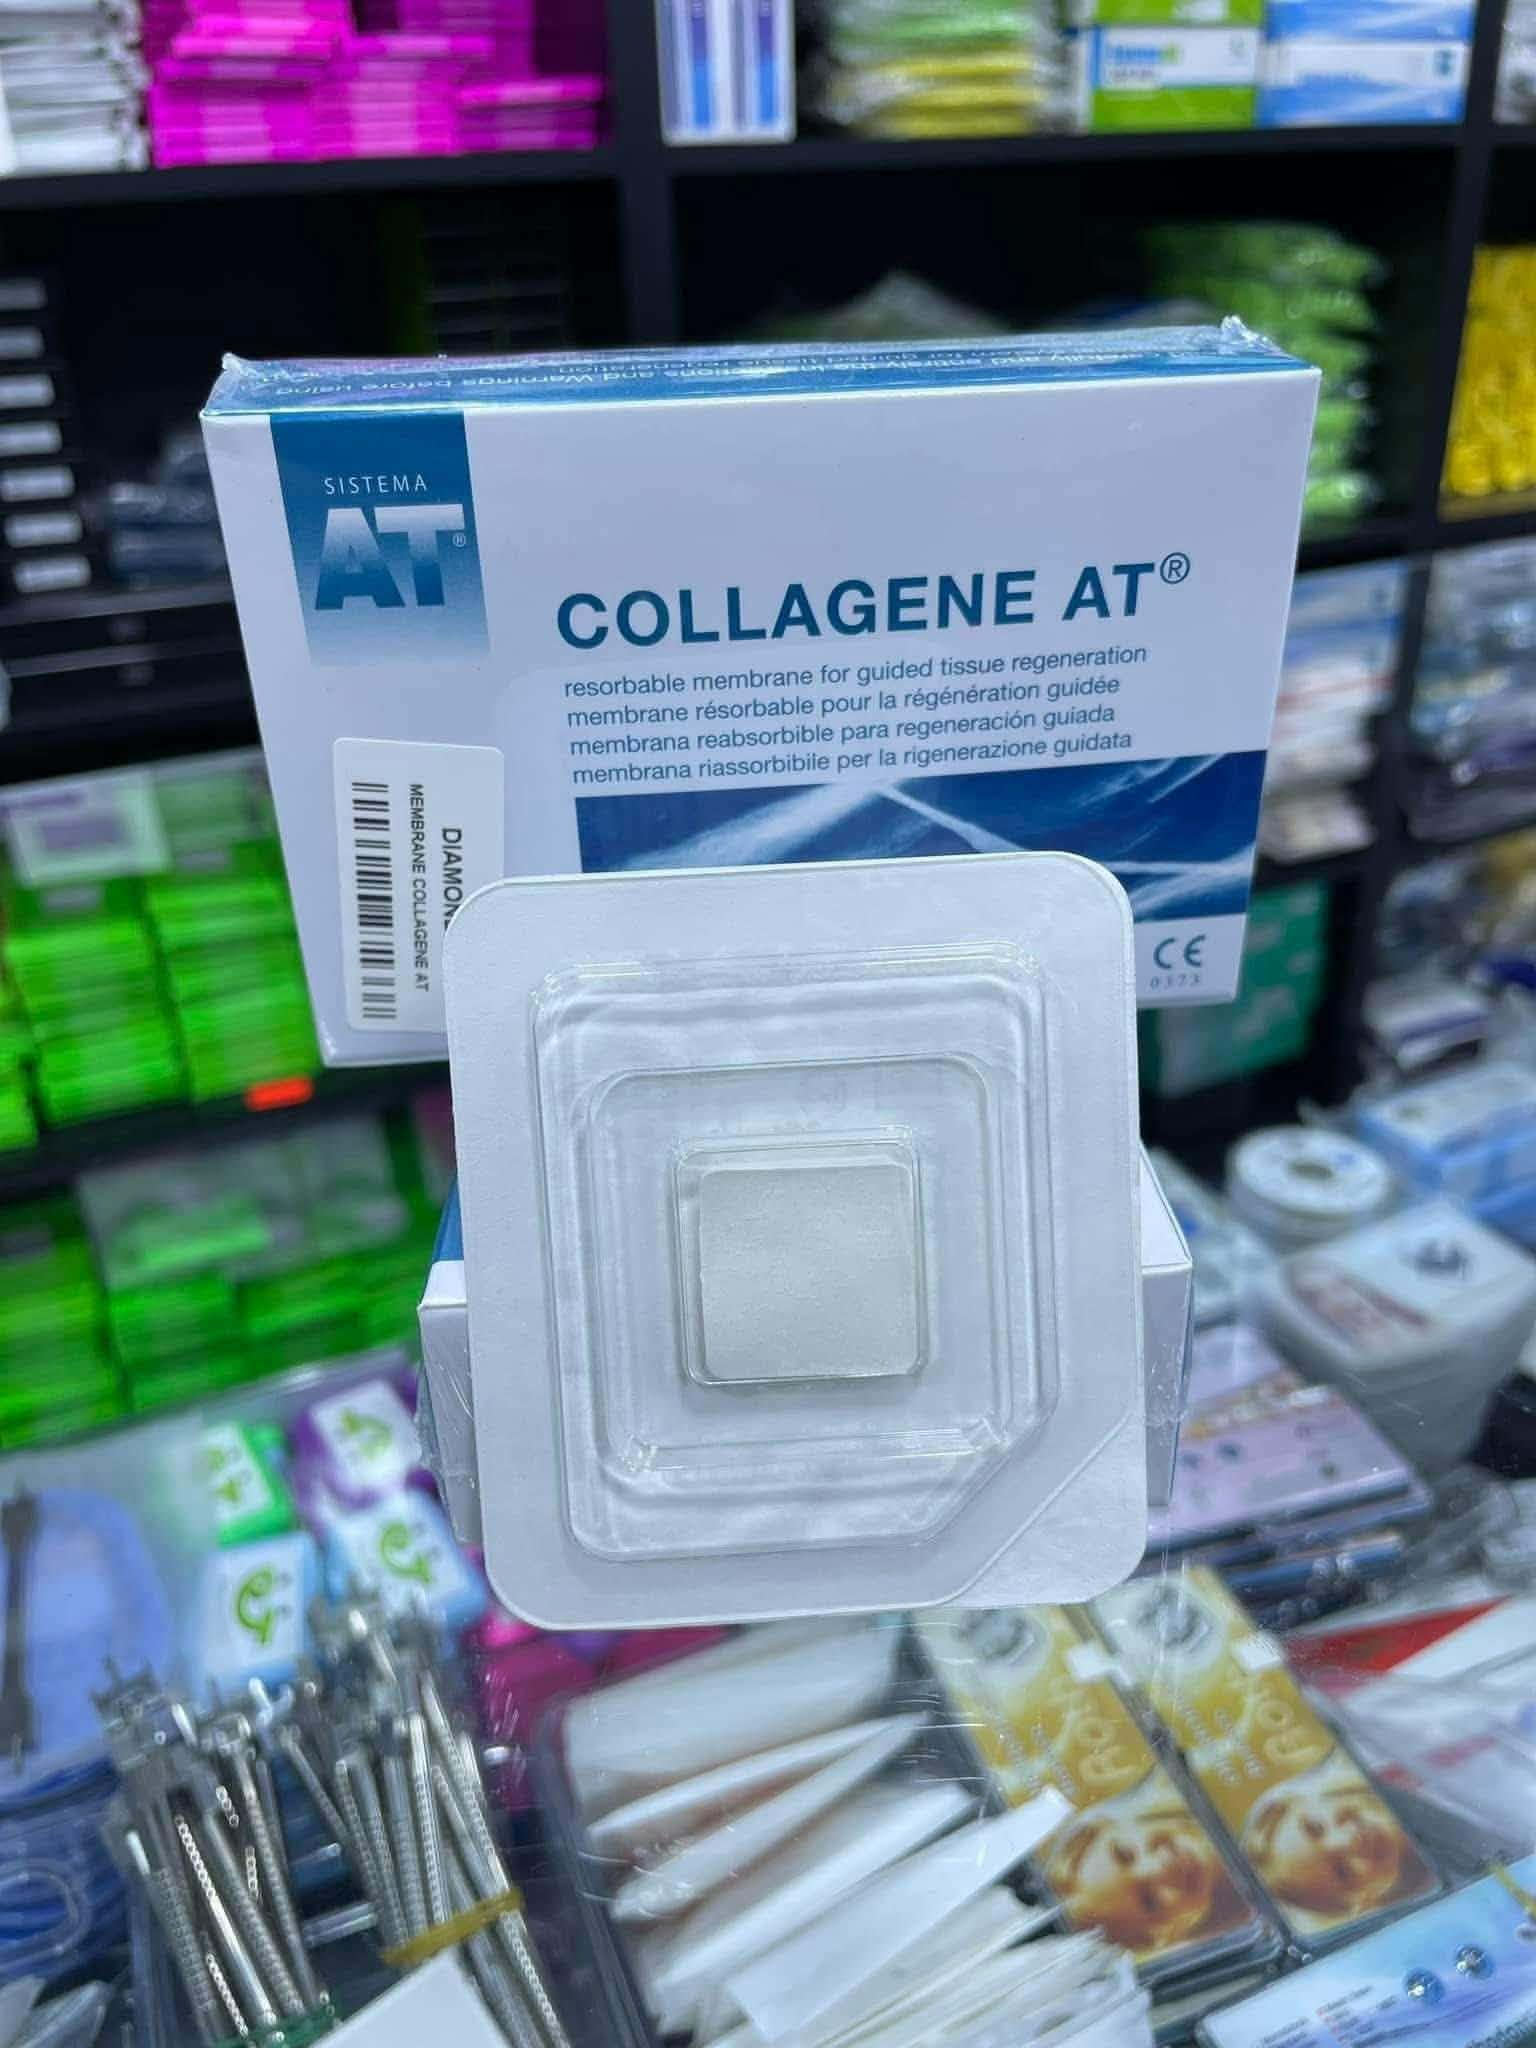 SISTEMA
AT®
COLLAGENE AT®
resorbable membrane for guided tissue regeneration
membrane résorbable pour la régénération guidée
membrana reabsorbible para regeneración guiada
membrana riassorbibile per la rigenerazione guidata
MEMBRANE COLLAGENE AT
CE
0373